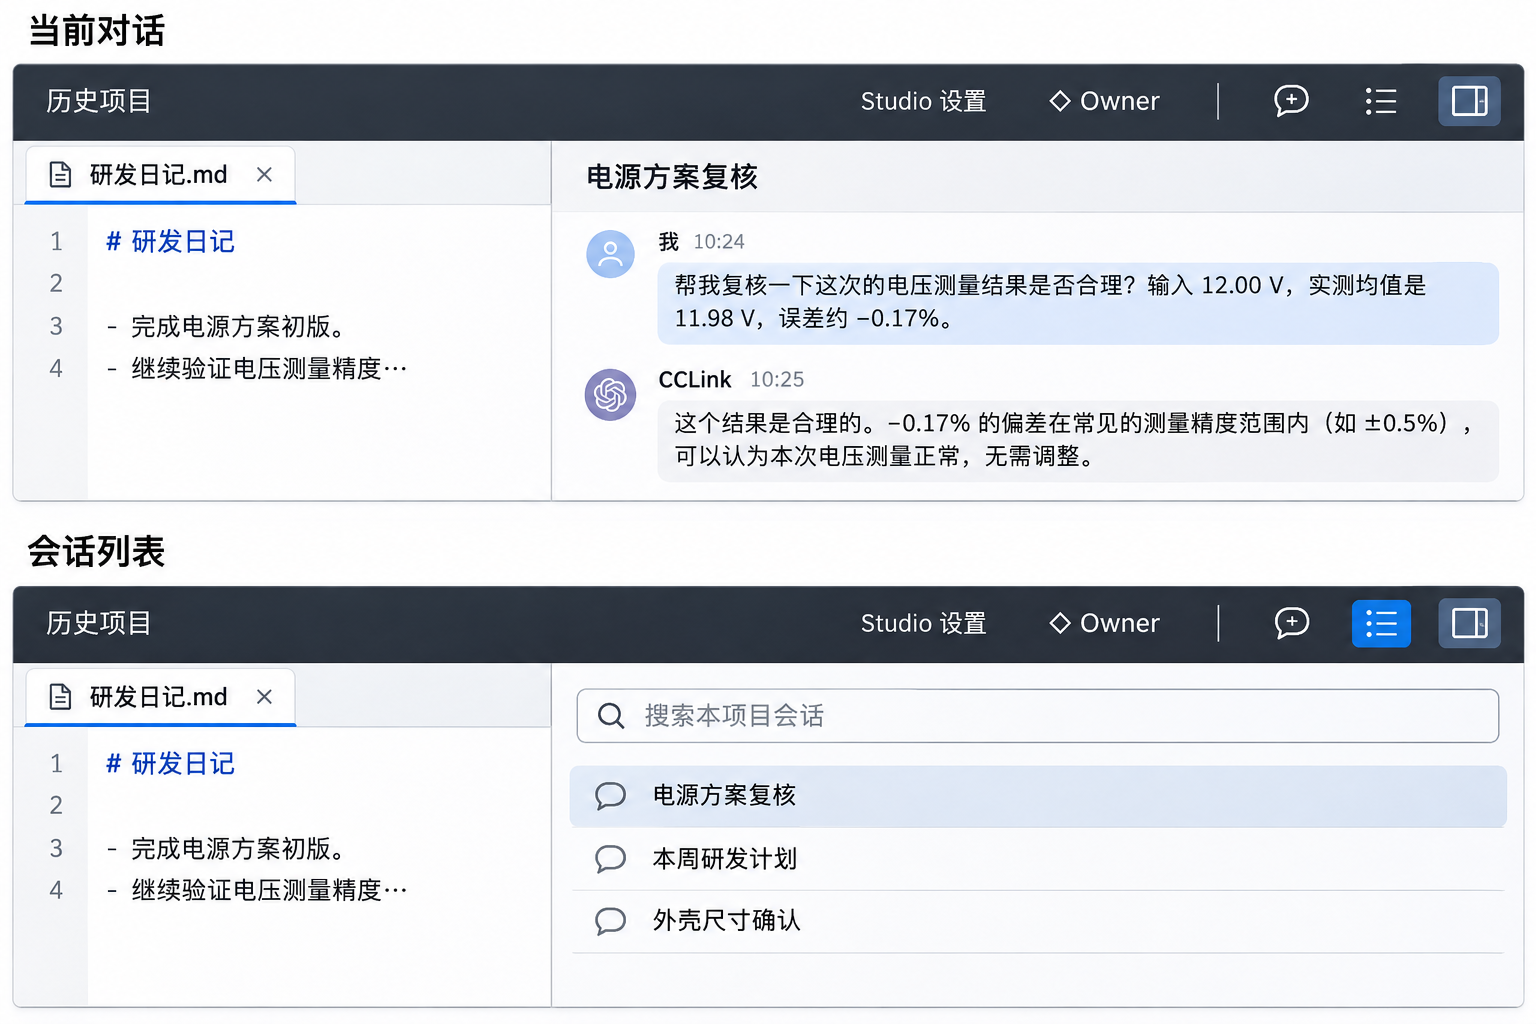 当前对话
历史项目
Studio 设置
Owner
研发日记.md
1 # 研发日记
2
3 - 完成电源方案初版。
4 - 继续验证电压测量精度…
电源方案复核
我 10:24
帮我复核一下这次的电压测量结果是否合理？输入 12.00 V，实测均值是
11.98 V，误差约 −0.17%。
CCLink 10:25
这个结果是合理的。−0.17% 的偏差在常见的测量精度范围内（如 ±0.5%），
可以认为本次电压测量正常，无需调整。
会话列表
历史项目
Studio 设置
Owner
研发日记.md
1 # 研发日记
2
3 - 完成电源方案初版。
4 - 继续验证电压测量精度…
搜索本项目会话
电源方案复核
本周研发计划
外壳尺寸确认